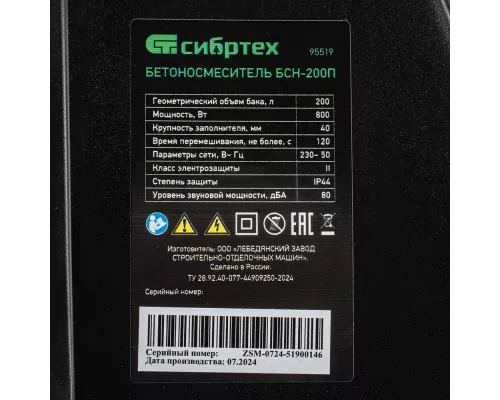 сибртех
95519
БЕТОНОСМЕСИТЕЛЬ БСН-200П
Геометрический объем бака, л 200
Мощность, Вт 800
Крупность заполнителя, мм 40
Время перемешивания, не более, с 120
Параметры сети, В~ Гц 230~ 50
Класс электрозащиты II
Степень защиты IP44
Уровень звуковой мощности, дБА 80
EAC
Изготовитель: ООО «ЛЕБЕДЯНСКИЙ ЗАВОД
СТРОИТЕЛЬНО-ОТДЕЛОЧНЫХ МАШИН».
Сделано в России.
ТУ 28.92.40-077-44909250-2024
Серийный номер:
Серийный номер: ZSM-0724-51900146
Дата производства: 07.2024